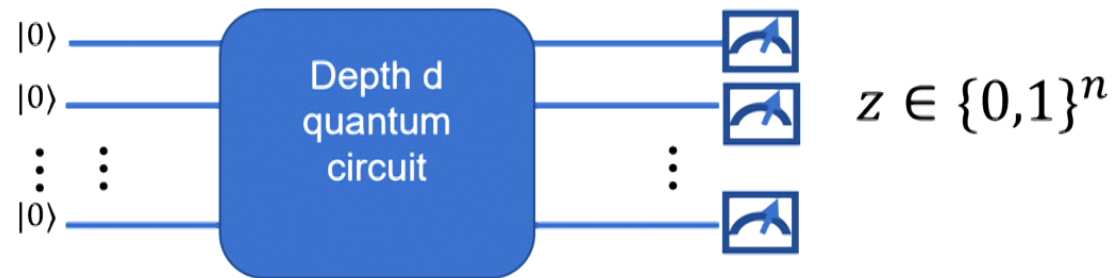 |0⟩
|0⟩
|0⟩
Depth d
quantum
circuit
z ∈ {0,1}ⁿ